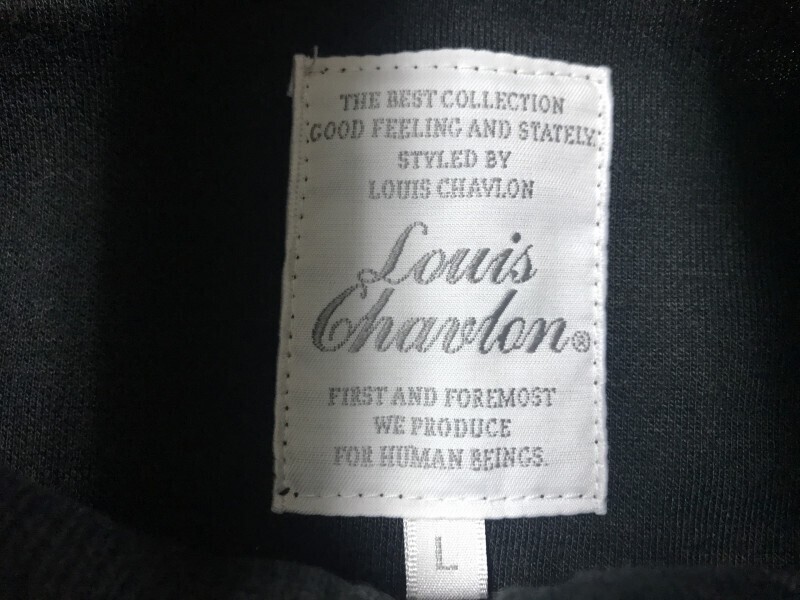 THE BEST COLLECTION
GOOD FEELING AND STATELY.
STYLED BY
LOUIS CHAVLON
Louis
Chavlon®
FIRST AND FOREMOST
WE PRODUCE
FOR HUMAN BEINGS.
L